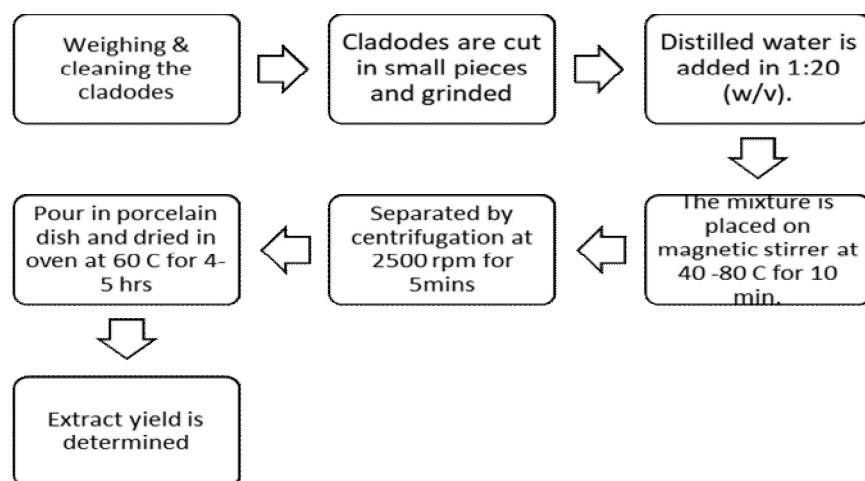 Weighing &
cleaning the
cladodes
Cladodes are cut
in small pieces
and grinded
Distilled water is
added in 1:20
(w/v).
The mixture is
placed on
magnetic stirrer at
40 -80 C for 10
min.
Separated by
centrifugation at
2500 rpm for
5mins
Pour in porcelain
dish and dried in
oven at 60 C for 4-
5 hrs
Extract yield is
determined